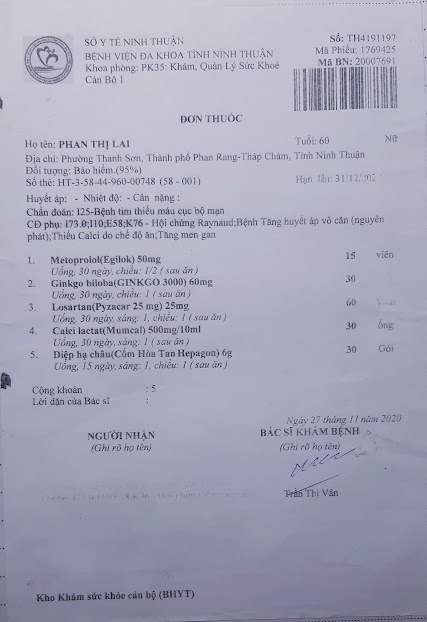 SỞ Y TẾ NINH THUẬN
BỆNH VIỆN ĐA KHOA TỈNH NINH THUẬN
Khoa phòng: PK35: Khám, Quản Lý Sức Khoẻ
Cán Bộ 1
Số: TH4191197
Mã Phiếu: 1769425
Mã BN: 20007691
ĐƠN THUỐC
Họ tên: PHAN THỊ LAI Tuổi: 60 Nữ
Địa chỉ: Phường Thanh Sơn, Thành phố Phan Rang-Tháp Chàm, Tỉnh Ninh Thuận
Đối tượng: Bảo hiểm.(95%)
Số thẻ: HT-3-58-44-960-00748 (58 - 001) Hạn đến: 31/12/202
Huyết áp: - Nhiệt độ: - Cân nặng :
Chẩn đoán: I25-Bệnh tim thiếu máu cục bộ mạn
CĐ phụ: I73.0;I10;E58;K76 - Hội chứng Raynaud;Bệnh Tăng huyết áp vô căn (nguyên
phát);Thiếu Calci do chế độ ăn;Tăng men gan
1. Metoprolol(Egilok) 50mg 15 viên
Uống, 30 ngày, chiều: 1/2 ( sau ăn )
2. Ginkgo biloba(GINKGO 3000) 60mg 30
Uống, 30 ngày, chiều: 1 ( sau ăn )
3. Losartan(Pyzacar 25 mg) 25mg 60
Uống, 30 ngày, sáng: 1, chiều: 1 ( sau ăn )
4. Calci lactat(Mumcal) 500mg/10ml 30 ống
Uống, 30 ngày, sáng: 1 ( sau ăn )
5. Diệp hạ châu(Cốm Hòa Tan Hepagon) 6g 30 Gói
Uống, 15 ngày, sáng: 1, chiều: 1 ( sau ăn )
Cộng khoản : 5
Lời dặn của Bác sĩ :
Ngày 27 tháng 11 năm 2020
NGƯỜI NHẬN BÁC SĨ KHÁM BỆNH
(Ghi rõ họ tên) (Ghi rõ họ tên)
Trần Thị Vân
Kho Khám sức khỏe cán bộ (BHYT)